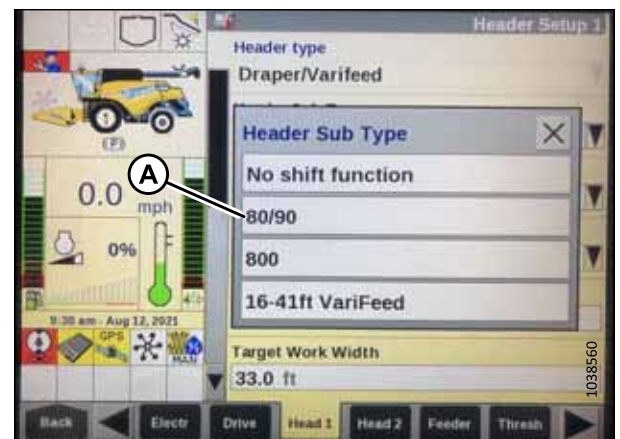 Header Setup 1
Header type
Draper/Varifeed
Header Sub Type
No shift function
80/90
800
16-41ft VariFeed
Target Work Width
33.0 ft
A
(P)
0.0 mph
0%
9:30 am - Aug 12, 2021
GPS
MAN
Back
Electr
Drive
Head 1
Head 2
Feeder
Thresh
1038560